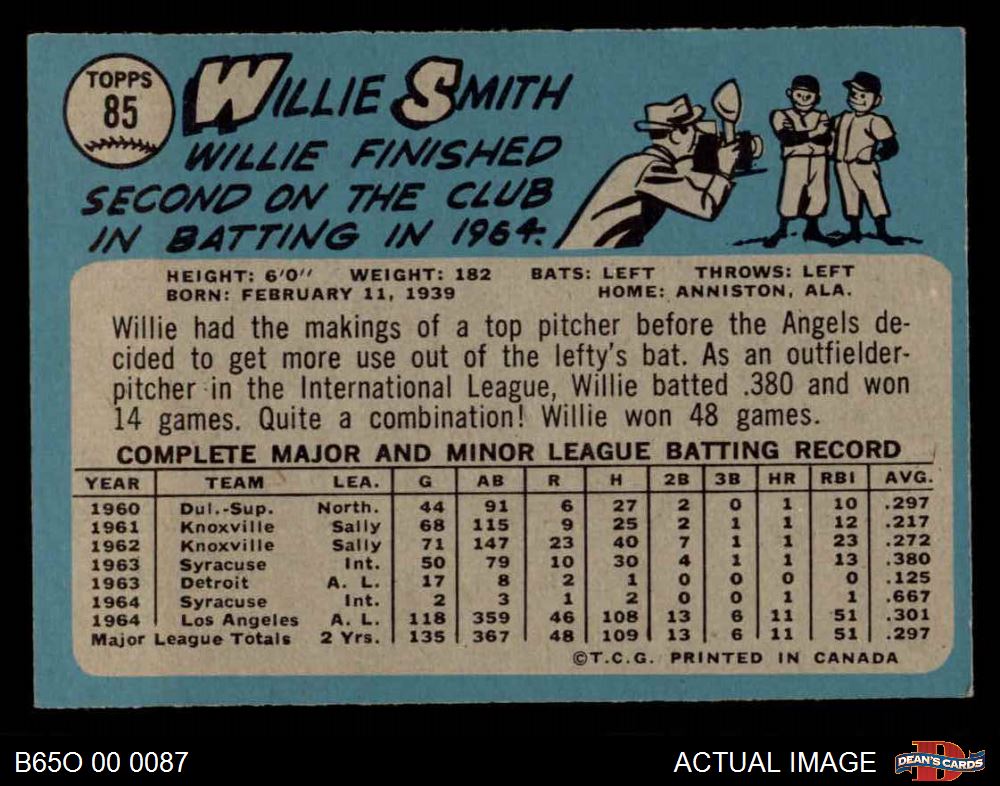 TOPPS
85
WILLIE SMITH
WILLIE FINISHED
SECOND ON THE CLUB
IN BATTING IN 1964.
HEIGHT: 6'0" WEIGHT: 182 BATS: LEFT THROWS: LEFT
BORN: FEBRUARY 11, 1939 HOME: ANNISTON, ALA.
Willie had the makings of a top pitcher before the Angels de-
cided to get more use out of the lefty's bat. As an outfielder-
pitcher in the International League, Willie batted .380 and won
14 games. Quite a combination! Willie won 48 games.
COMPLETE MAJOR AND MINOR LEAGUE BATTING RECORD
YEAR TEAM LEA. G AB R H 2B 3B HR RBI AVG.
1960 Dul.-Sup. North. 44 91 6 27 2 0 1 10 .297
1961 Knoxville Sally 68 115 9 25 2 1 1 12 .217
1962 Knoxville Sally 71 147 23 40 7 1 1 23 .272
1963 Syracuse Int. 50 79 10 30 4 1 1 13 .380
1963 Detroit A. L. 17 8 2 1 0 0 0 0 .125
1964 Syracuse Int. 2 3 1 2 0 0 1 1 .667
1964 Los Angeles A. L. 118 359 46 108 13 6 11 51 .301
Major League Totals 2 Yrs. 135 367 48 109 13 6 11 51 .297
©T.C.G. PRINTED IN CANADA
B65O 00 0087 ACTUAL IMAGE
DEAN'S CARDS